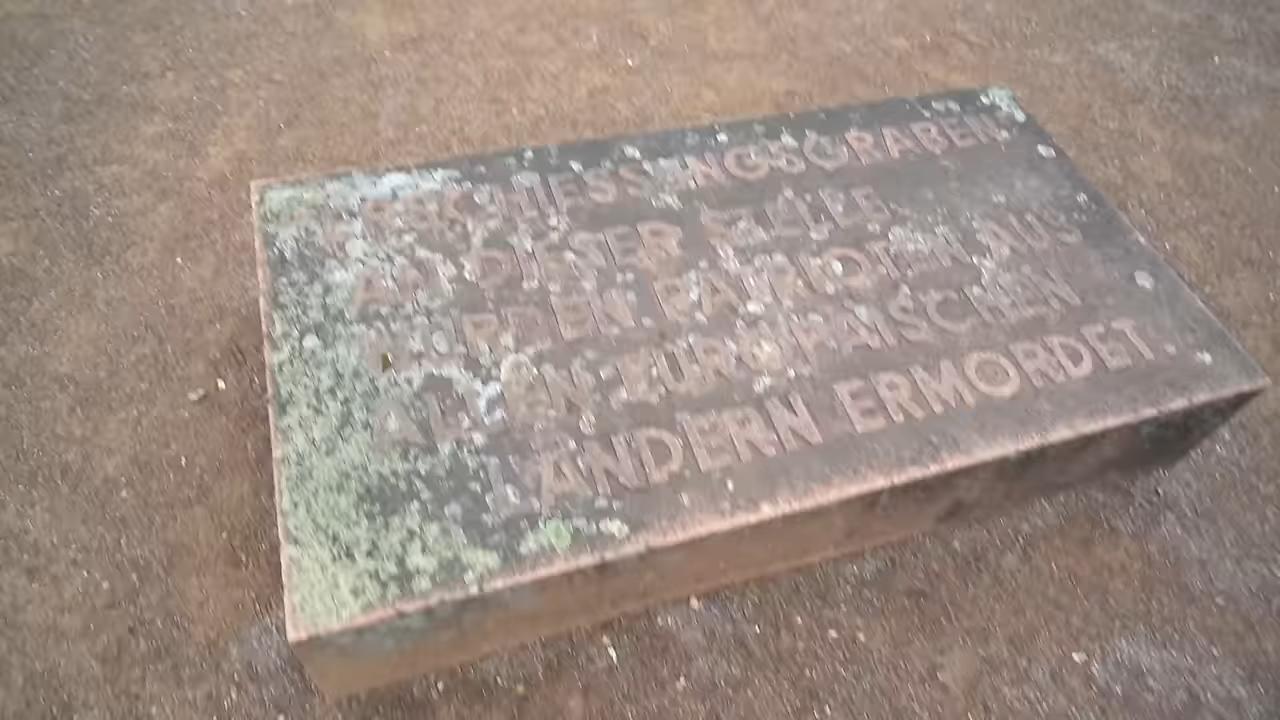 ERSCHIESSUNGSGRABEN
AN DIESER STELLE
WURDEN PATRIOTEN AUS
ALLEN EUROPÄISCHEN
LÄNDERN ERMORDET.